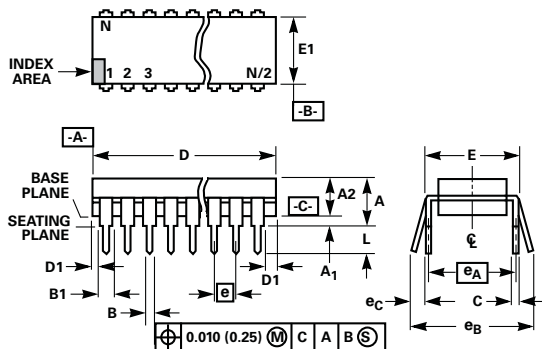 N
E1
INDEX
AREA
1 2 3 N/2
-B-
-A-
D
E
BASE
PLANE
A2
A
-C-
SEATING
PLANE
L
D1
A1
D1
B1
e
eA
B
eC
C
eB
⌖ 0.010 (0.25) Ⓜ C A B Ⓢ
℄